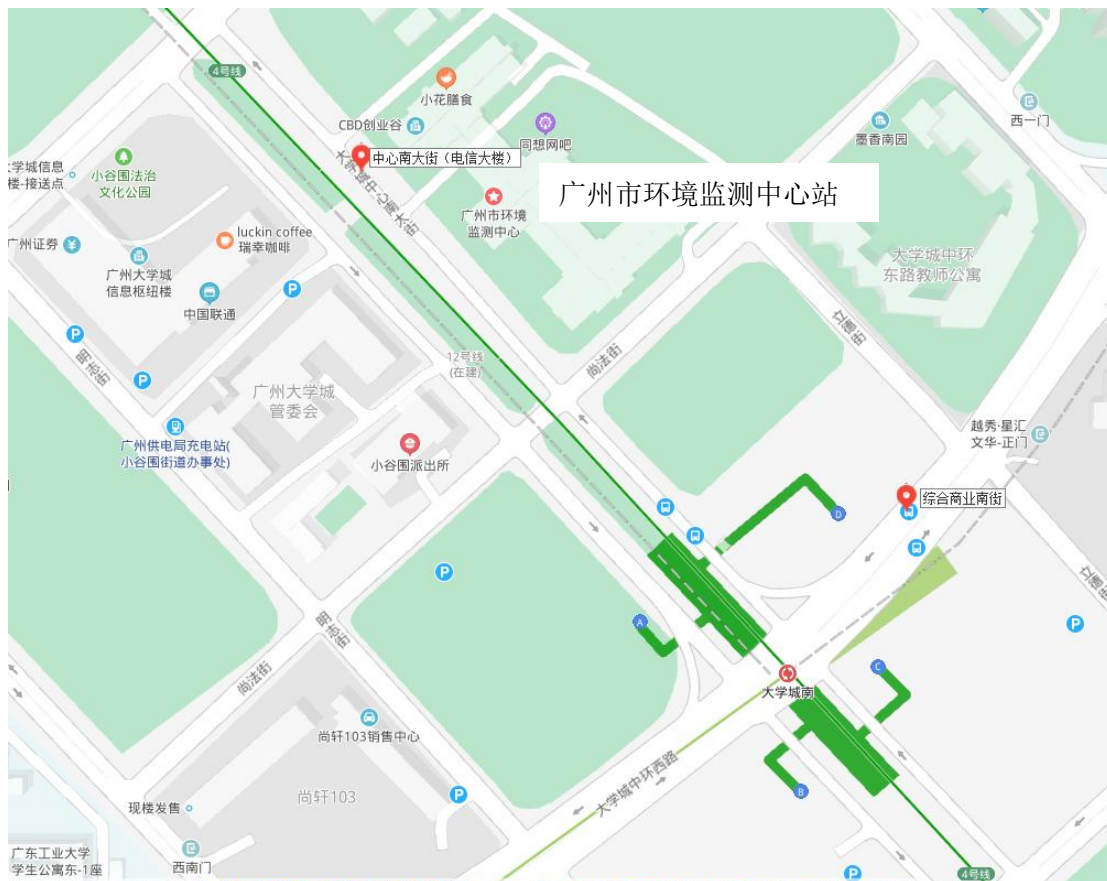 4号线
小花膳食
西一门
CBD创业谷
同想网吧
墨香南园
中心南大街（电信大楼）
大学城中心南大街
大学城信息
楼-接送点
小谷围法治
文化公园
广州市环境监测中心站
广州市环境
监测中心
luckin coffee
瑞幸咖啡
广州证券
广州大学城
信息枢纽楼
中国联通
大学城中环
东路教师公寓
P
P
P
明志街
立德街
尚法街
12号线
(在建)
广州大学城
管委会
广州供电局充电站(
小谷围街道办事处)
小谷围派出所
越秀·星汇
文华-正门
综合商业南街
D
P
立德街
A
P
明志街
尚法街
C
大学城南
尚轩103销售中心
大学城中环西路
B
尚轩103
P
现楼发售
广东工业大学
学生公寓东-1座
西南门
P
4号线